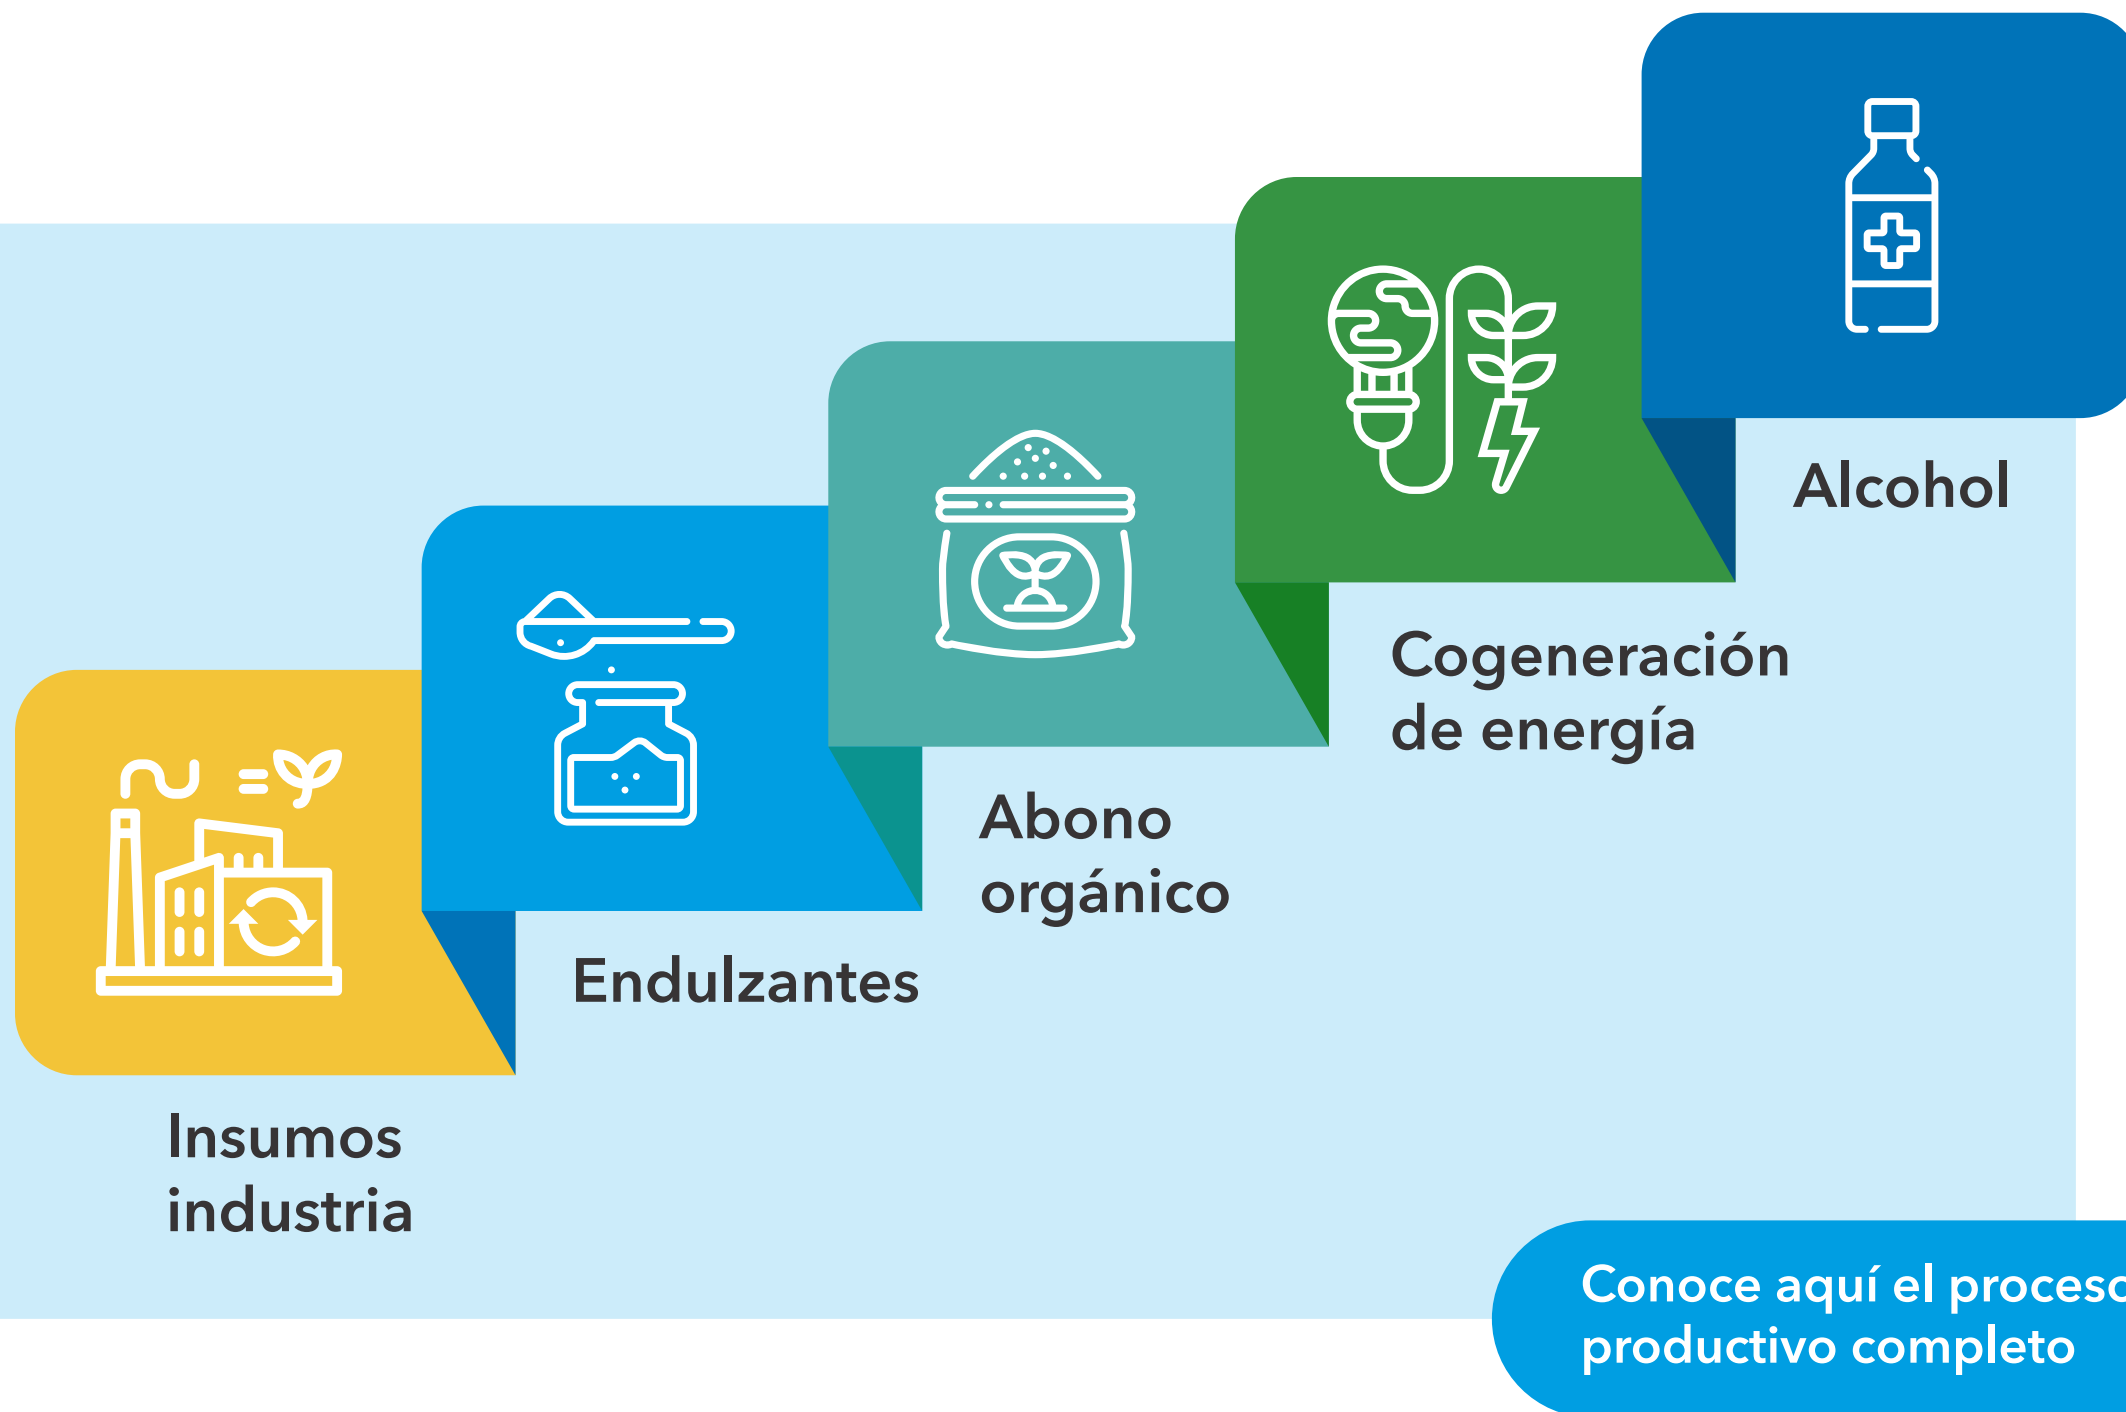 Insumos
industria
Endulzantes
Abono
orgánico
Cogeneración
de energía
Alcohol
Conoce aquí el proceso
productivo completo